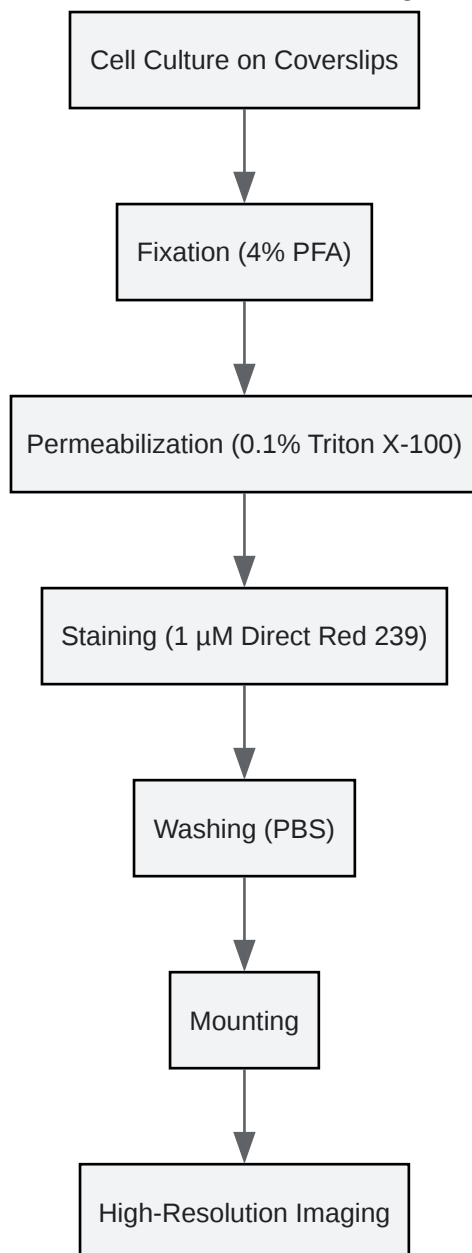 Cell Culture on Coverslips
Fixation (4% PFA)
Permeabilization (0.1% Triton X-100)
Staining (1 µM Direct Red 239)
Washing (PBS)
Mounting
High-Resolution Imaging